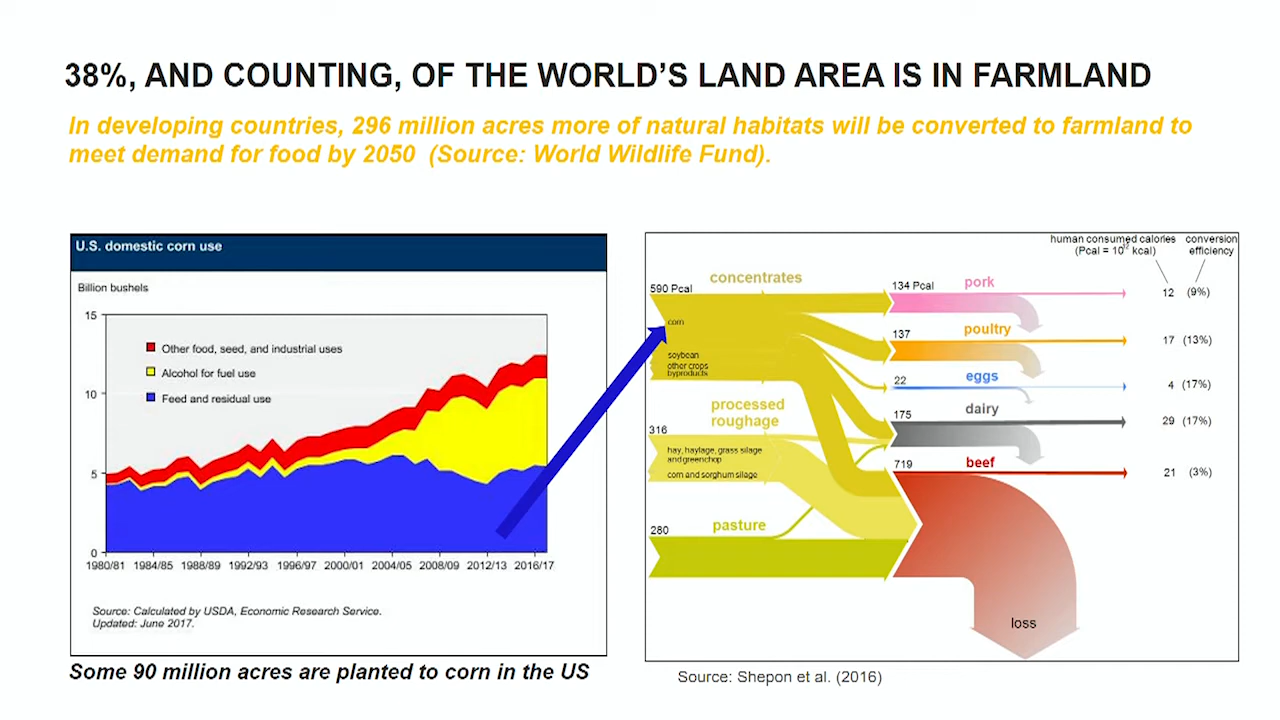 38%, AND COUNTING, OF THE WORLD'S LAND AREA IS IN FARMLAND
In developing countries, 296 million acres more of natural habitats will be converted to farmland to
meet demand for food by 2050 (Source: World Wildlife Fund).
U.S. domestic corn use
Billion bushels
15
10
5
0
Other food, seed, and industrial uses
Alcohol for fuel use
Feed and residual use
1980/81 1984/85 1988/89 1992/93 1996/97 2000/01 2004/05 2008/09 2012/13 2016/17
Source: Calculated by USDA, Economic Research Service.
Updated: June 2017.
Some 90 million acres are planted to corn in the US
human consumed calories
(Pcal = 10¹² kcal)
conversion
efficiency
concentrates
590 Pcal
corn
soybean
other crops
byproducts
processed
roughage
316
hay, haylage, grass silage
and greenchop
corn and sorghum silage
pasture
280
134 Pcal pork 12 (9%)
137 poultry 17 (13%)
22 eggs 4 (17%)
175 dairy 29 (17%)
719 beef 21 (3%)
loss
Source: Shepon et al. (2016)